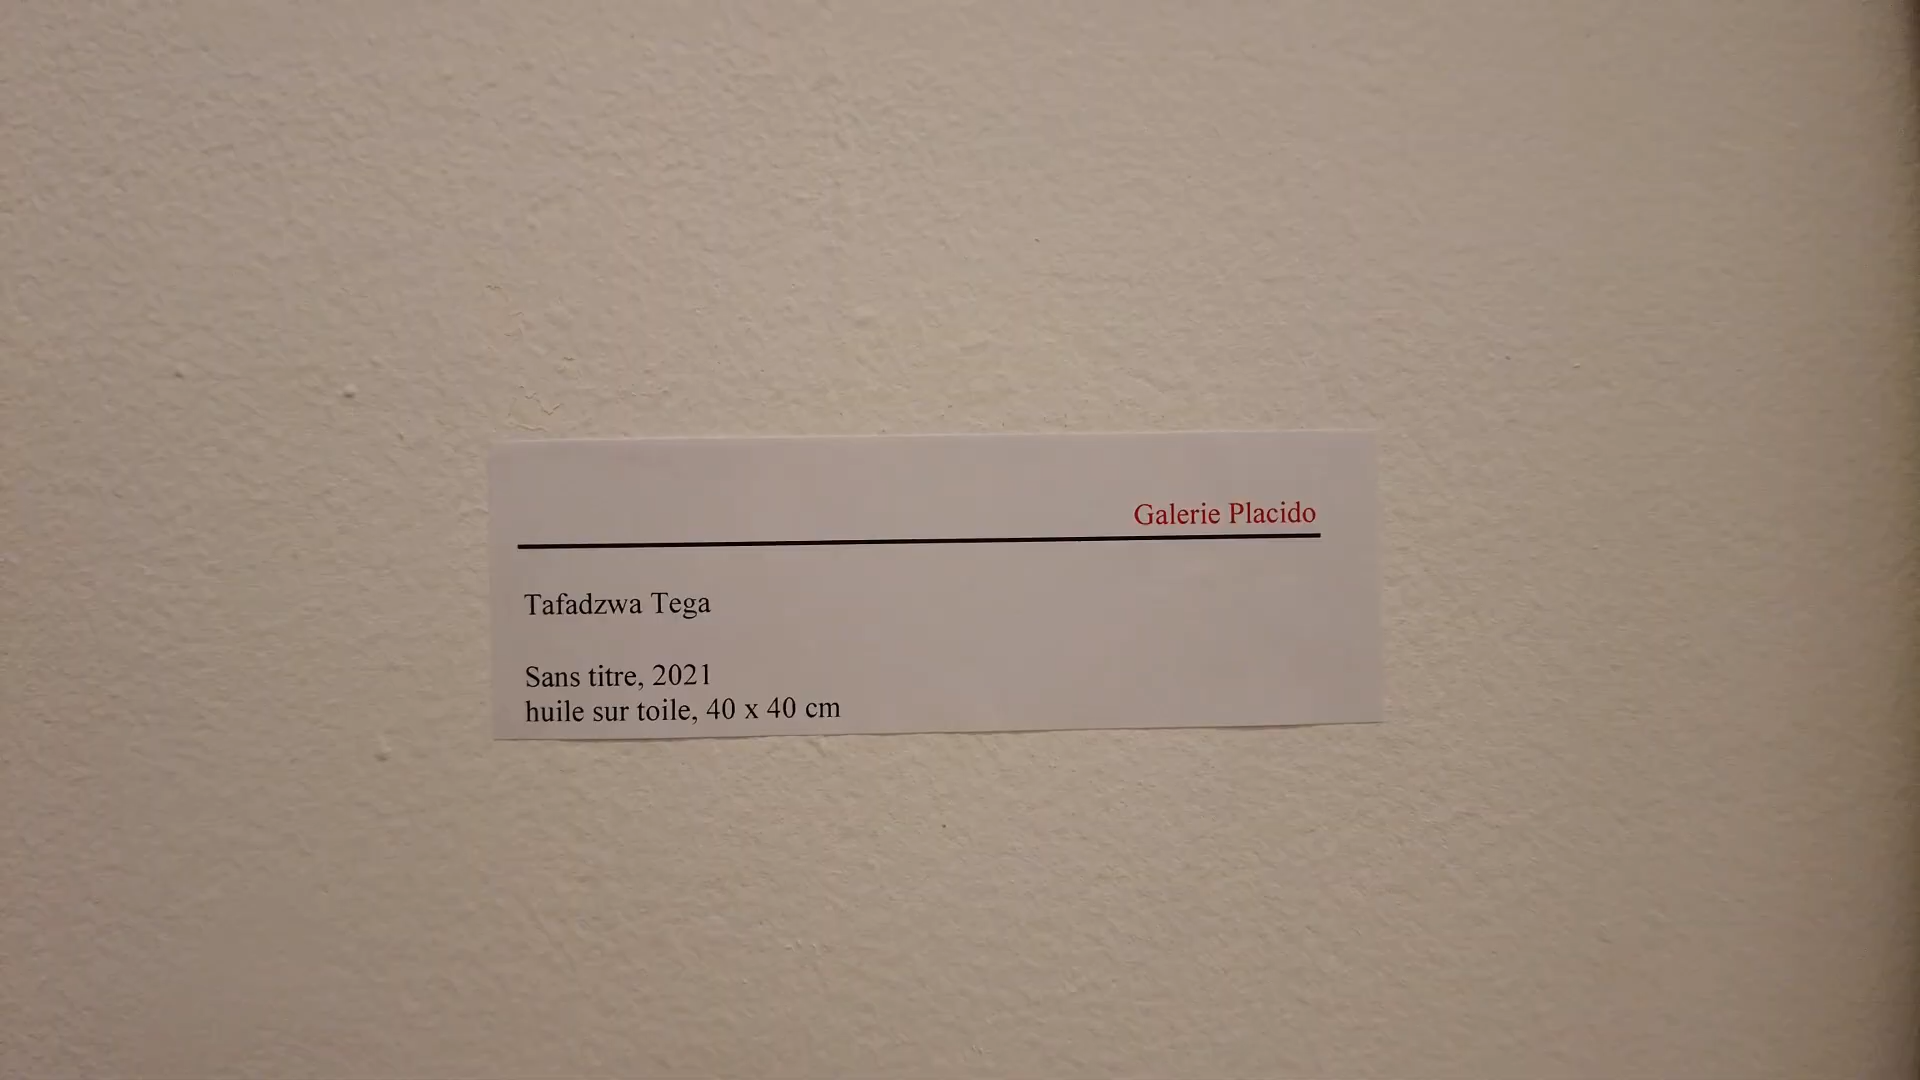 Galerie Placido
Tafadzwa Tega
Sans titre, 2021
huile sur toile, 40 x 40 cm